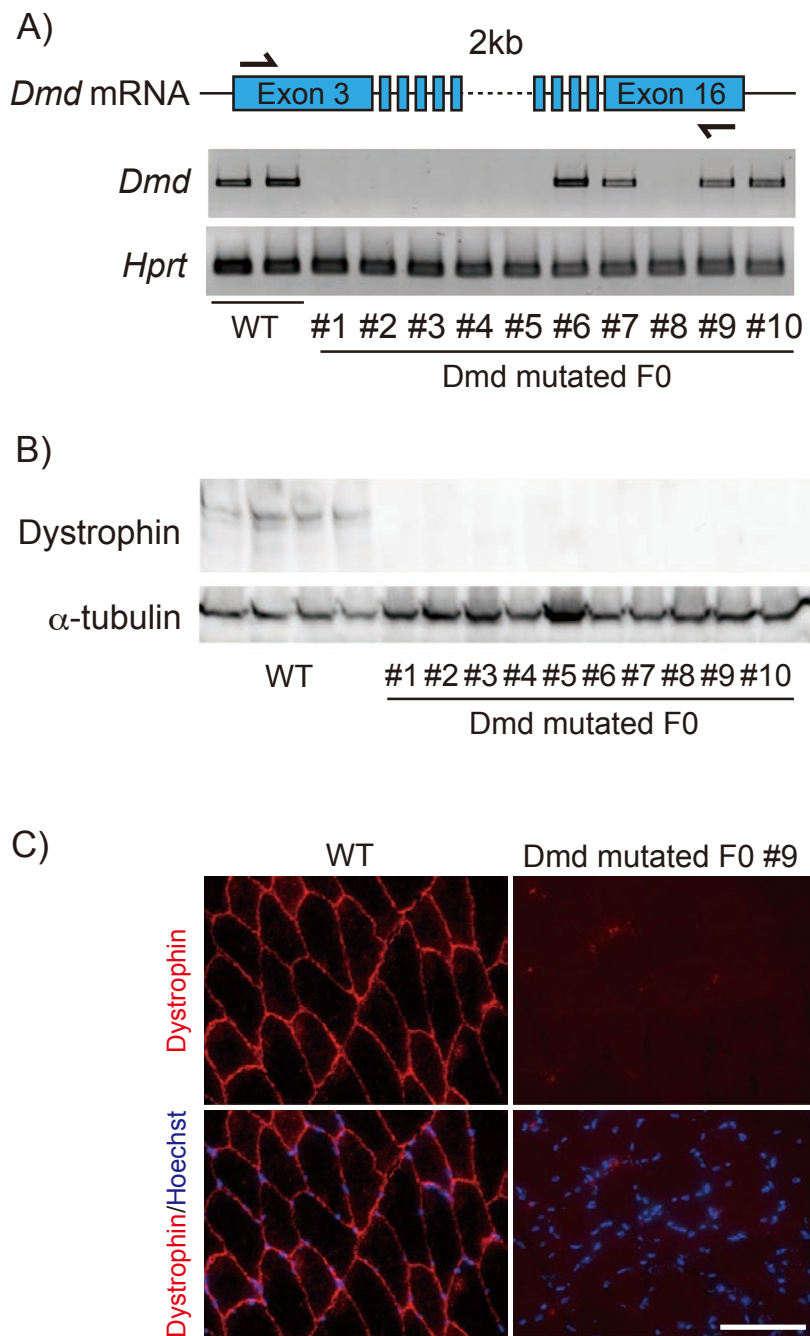 A)
2kb
Dmd mRNA
Exon 3
Exon 16
Dmd
Hprt
WT
#1 #2 #3 #4 #5 #6 #7 #8 #9 #10
Dmd mutated F0
B)
Dystrophin
α-tubulin
WT
#1 #2 #3 #4 #5 #6 #7 #8 #9 #10
Dmd mutated F0
C)
WT
Dmd mutated F0 #9
Dystrophin
Dystrophin/Hoechst